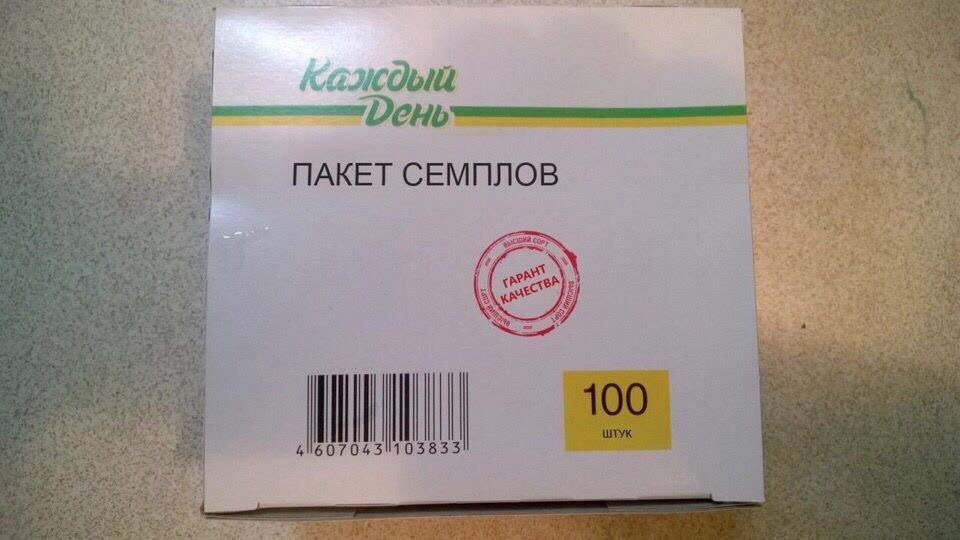 Каждый
День
ПАКЕТ СЕМПЛОВ
ВЫСШИЙ СОРТ
ГАРАНТ
КАЧЕСТВА
ВЫСШИЙ СОРТ
ВЫСШИЙ СОРТ
100
ШТУК
4 607043 103833